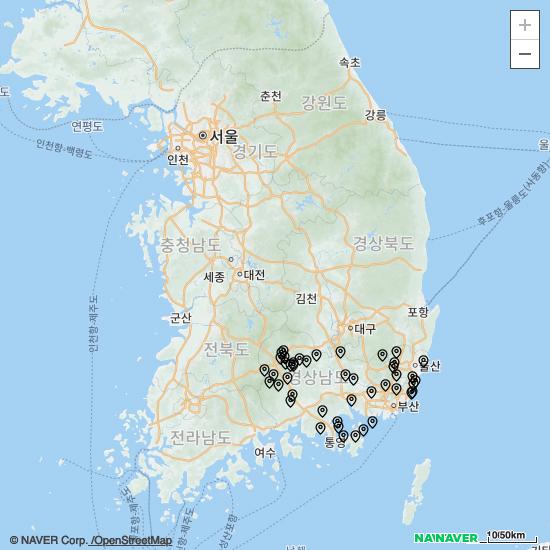 +
−
속초
춘천
강원도
강릉
도
연평도
서울
울
인천항-백령도
인천
경기도
후포항-울릉도(사동항)
충청남도
경상북도
세종
대전
인천항-제주도
김천
군산
포항
대구
전북도
울산
경상남도
부산
전라남도
여수
통영
© NAVER Corp. /OpenStreetMap
NAVER
10/50km